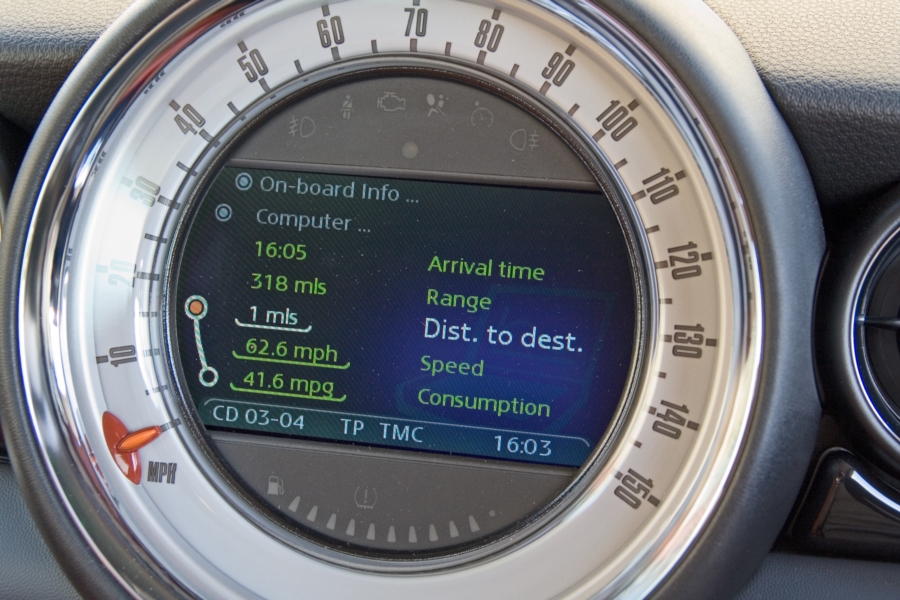 10
20
30
40
50
60
70
80
90
100
110
120
130
140
150
MPH
On-board Info ...
Computer ...
16:05 Arrival time
318 mls Range
1 mls Dist. to dest.
62.6 mph Speed
41.6 mpg Consumption
CD 03-04 TP TMC 16:03